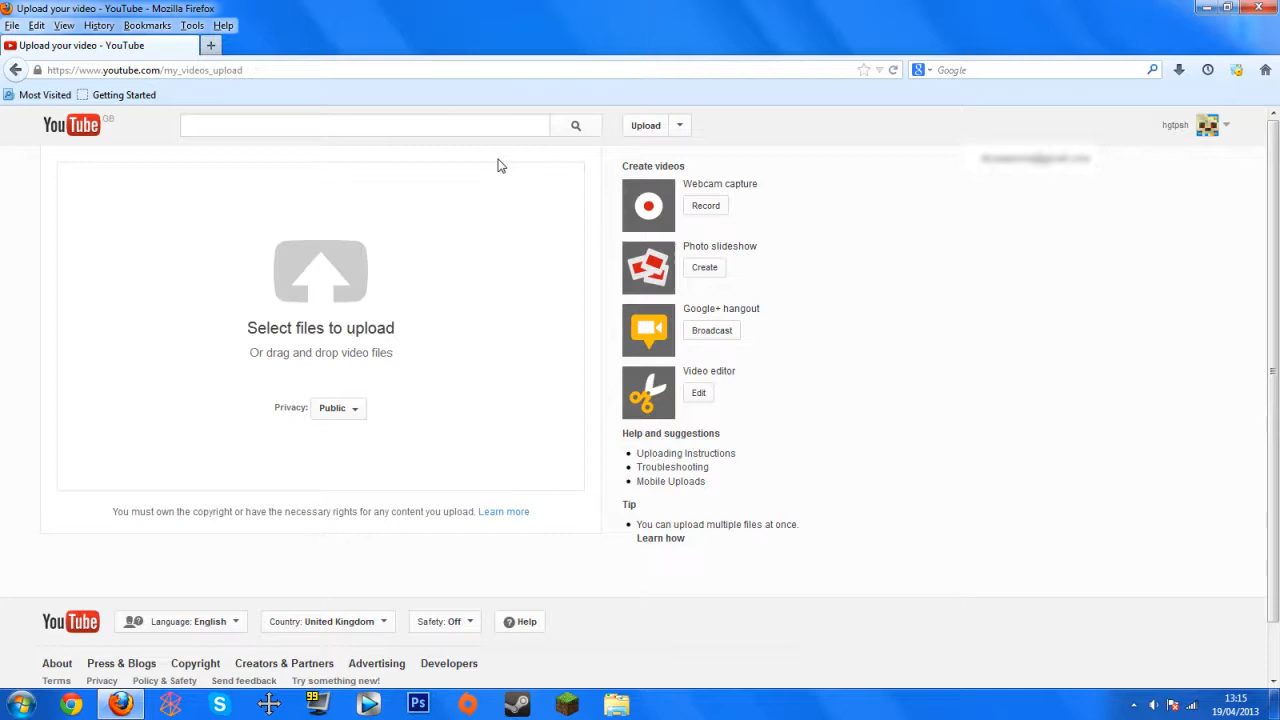 Upload your video - YouTube - Mozilla Firefox
File Edit View History Bookmarks Tools Help
Upload your video - YouTube
https://www.youtube.com/my_videos_upload
Google
Most Visited Getting Started
YouTube GB
Upload
hgtpsh
Create videos
Webcam capture
Record
Photo slideshow
Create
Google+ hangout
Broadcast
Video editor
Edit
Select files to upload
Or drag and drop video files
Privacy: Public
Help and suggestions
Uploading Instructions
Troubleshooting
Mobile Uploads
Tip
You can upload multiple files at once.
Learn how
You must own the copyright or have the necessary rights for any content you upload. Learn more
YouTube Language: English Country: United Kingdom Safety: Off Help
About Press & Blogs Copyright Creators & Partners Advertising Developers
Terms Privacy Policy & Safety Send feedback Try something new!
99
Ps
13:15
19/04/2013